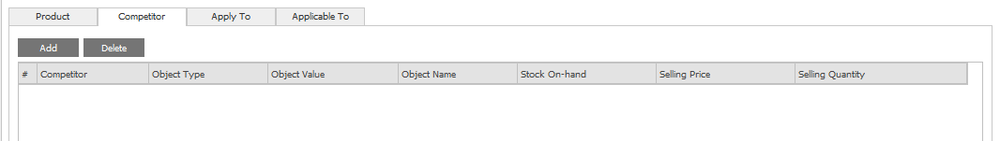 Product Competitor Apply To Applicable To
Add Delete
# Competitor Object Type Object Value Object Name Stock On-hand Selling Price Selling Quantity